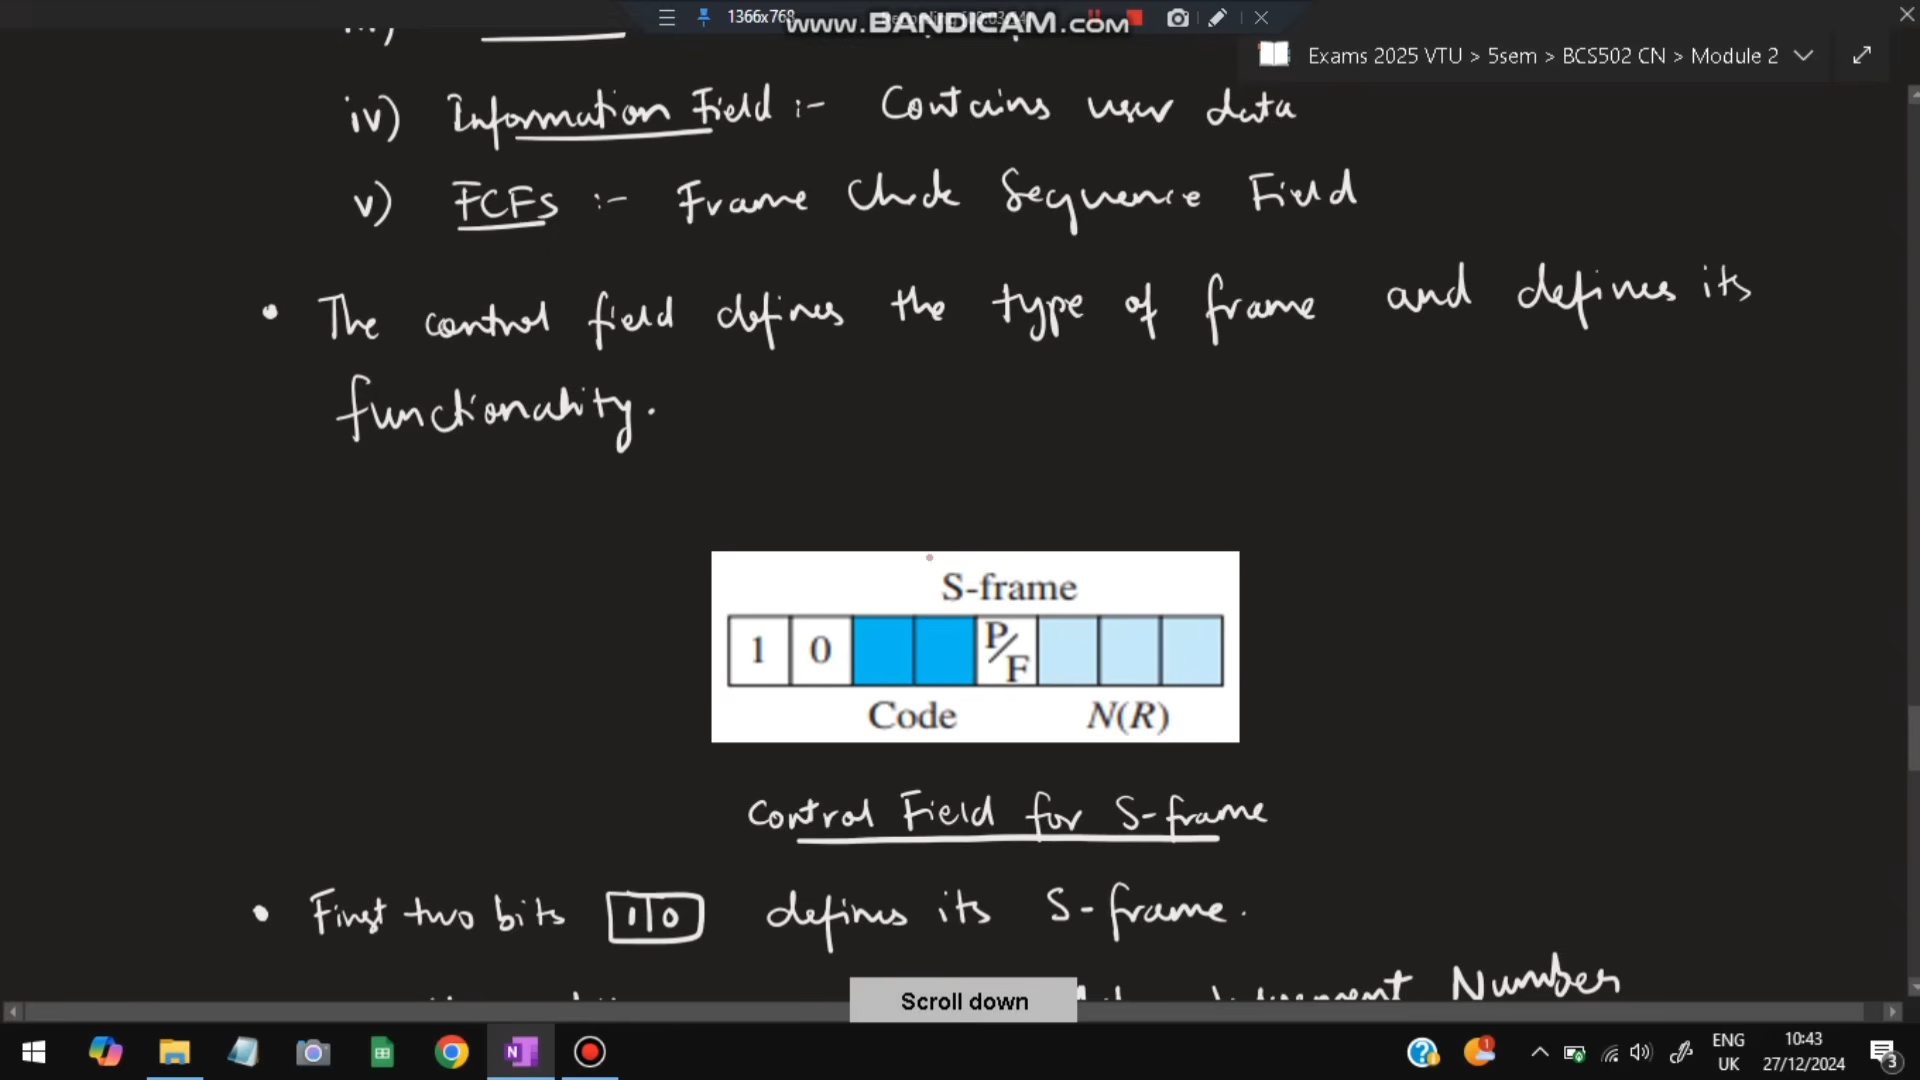 1366x768
www.BANDICAM.com
Exams 2025 VTU > 5sem > BCS502 CN > Module 2
iv) Information Field :- Contains user data
v) FCFs :- Frame Check Sequence Field
• The control field defines the type of frame and defines its
functionality.
S-frame
1 0 P/F
Code N(R)
Control Field for S-frame
• First two bits 10 defines its S-frame.
Number
Scroll down
ENG
UK
10:43
27/12/2024
3